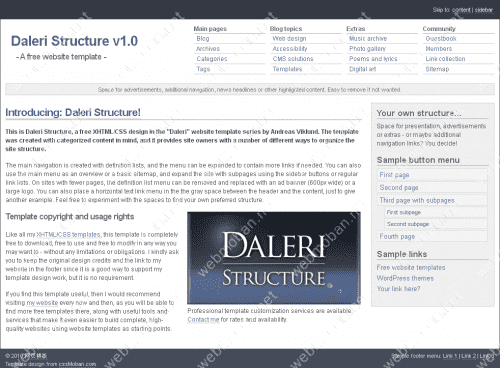 Skip to: content | sidebar
Daleri Structure v1.0
- A free website template -
Main pages
Blog
Archives
Categories
Tags
Blog topics
Web design
Accessibility
CMS solutions
Templates
Extras
Music archive
Photo gallery
Poems and lyrics
Digital art
Community
Guestbook
Members
Link collection
Sitemap
Space for advertisements, additional navigation, news headlines or other highlighted content. Easy to remove if not wanted.
Introducing: Daleri Structure!
This is Daleri Structure, a free XHTML/CSS design in the "Daleri" website template series by Andreas Viklund. The template
was created with categorized content in mind, and it provides site owners with a number of different ways to organize the
site structure.
The main navigation is created with definition lists, and the menu can be expanded to contain more links if needed. You can also
use the main menu as an overview or a basic sitemap, and expand the site with subpages using the sidebar buttons or regular
link lists. On sites with fewer pages, the definition list menu can be removed and replaced with an ad banner (600px wide) or a
large logo. You can also place a horizontal text link menu in the gray space between the header and the content, just to give
another example. Feel free to experiment with the spaces to find your own preferred structure.
Template copyright and usage rights
Like all my XHTML/CSS templates, this template is completely
free to download, free to use and free to modify in any way you
may want to - without any limitations or obligations. I kindly ask
you to keep the original design credits and the link to my
website in the footer since it is a good way to support my
template design work, but it is no requirement.
If you find this template useful, then I would recommend
visiting my website every now and then, as you will be able to
find more free templates there, along with useful tools and
services that make it even easier to build complete, high-
quality websites using website templates as starting points.
DALERI
STRUCTURE
Professional template customization services are available.
Contact me for rates and availability.
Your own structure...
Space for presentation, advertisements
or extras - or maybe additional
navigation links? You decide!
Sample button menu
First page
Second page
Third page with subpages
First subpage
Second subpage
Fourth page
Sample links
Free website templates
WordPress themes
Your link here?
Template design from cssMoban.com
Sample footer menu: Link 1 | Link 2 | Link 3